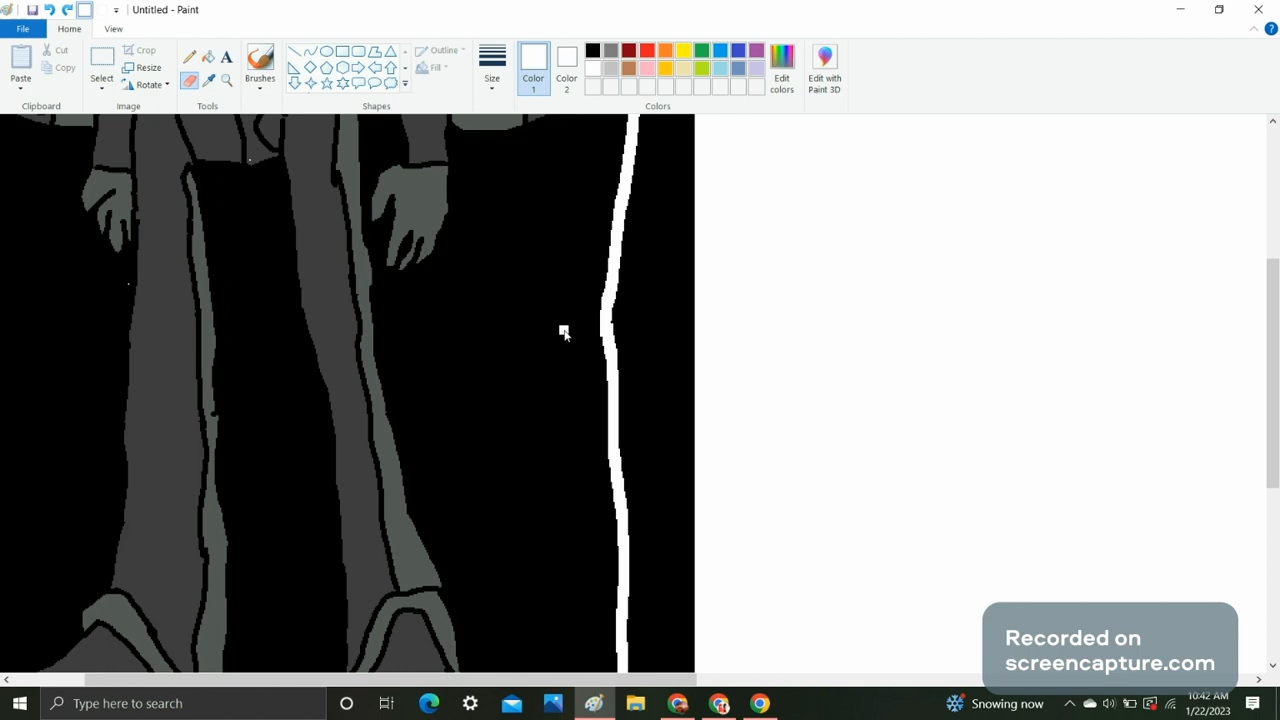 Untitled - Paint
File
Home
View
Paste
Cut
Copy
Clipboard
Select
Crop
Resize
Rotate
Image
A
Tools
Brushes
Outline
Fill
Shapes
Size
Color
1
Color
2
Edit
colors
Colors
Edit with
Paint 3D
Recorded on
screencapture.com
Type here to search
Snowing now
10:42 AM
1/22/2023